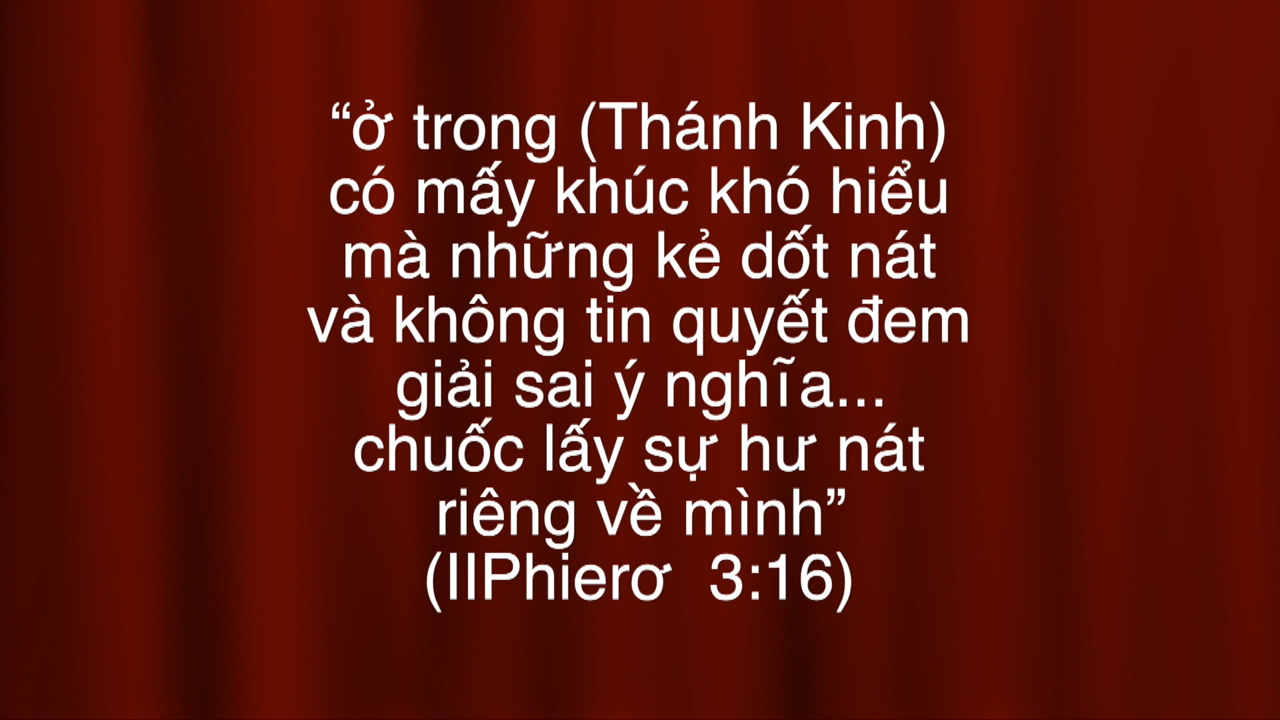 “ở trong (Thánh Kinh)
có mấy khúc khó hiểu
mà những kẻ dốt nát
và không tin quyết đem
giải sai ý nghĩa...
chuốc lấy sự hư nát
riêng về mình”
(IIPhierơ  3:16)